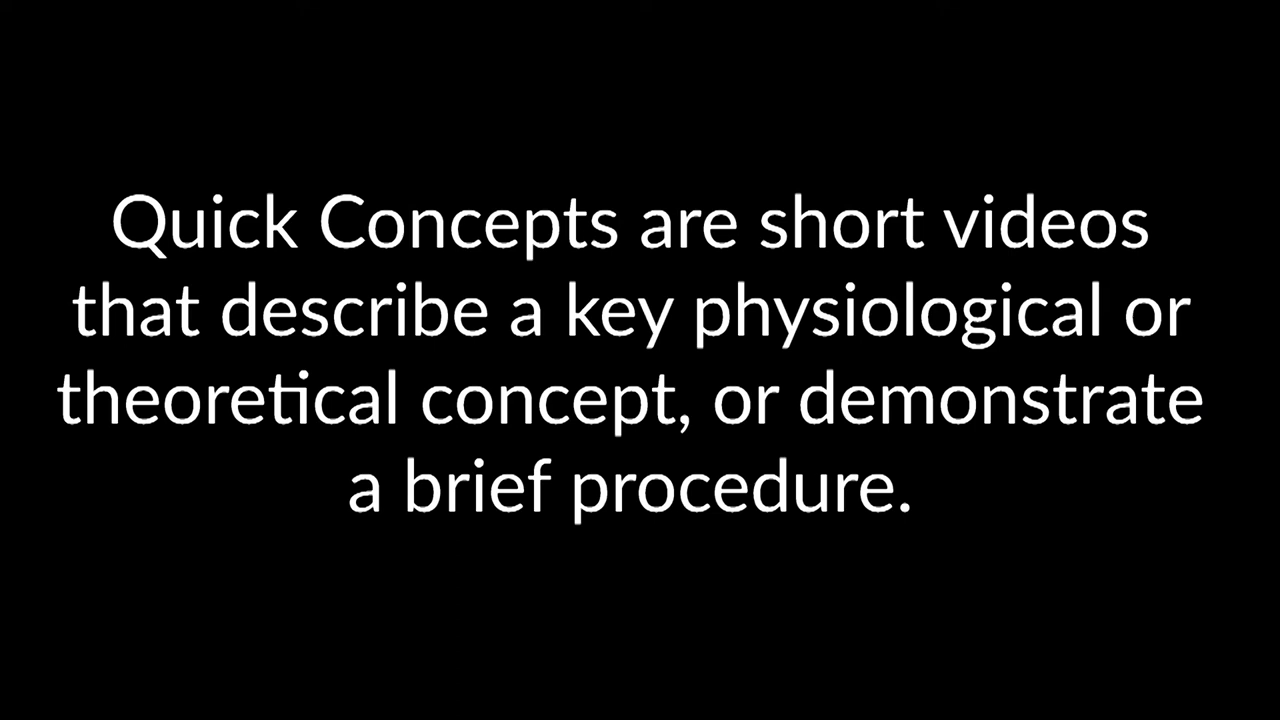 Quick Concepts are short videos
that describe a key physiological or
theoretical concept, or demonstrate
a brief procedure.